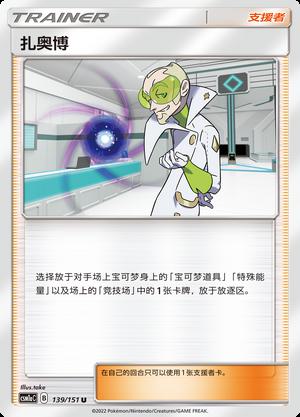 TRAINER
支援者
扎奥博
选择放于对手场上宝可梦身上的「宝可梦道具」「特殊能
量」以及场上的「竞技场」中的1张卡牌，放于放逐区。
在自己的回合只可以使用1张支援者卡。
Illus.take
CSM1c C B 139/151 U
©2022 Pokémon/Nintendo/Creatures/GAME FREAK.